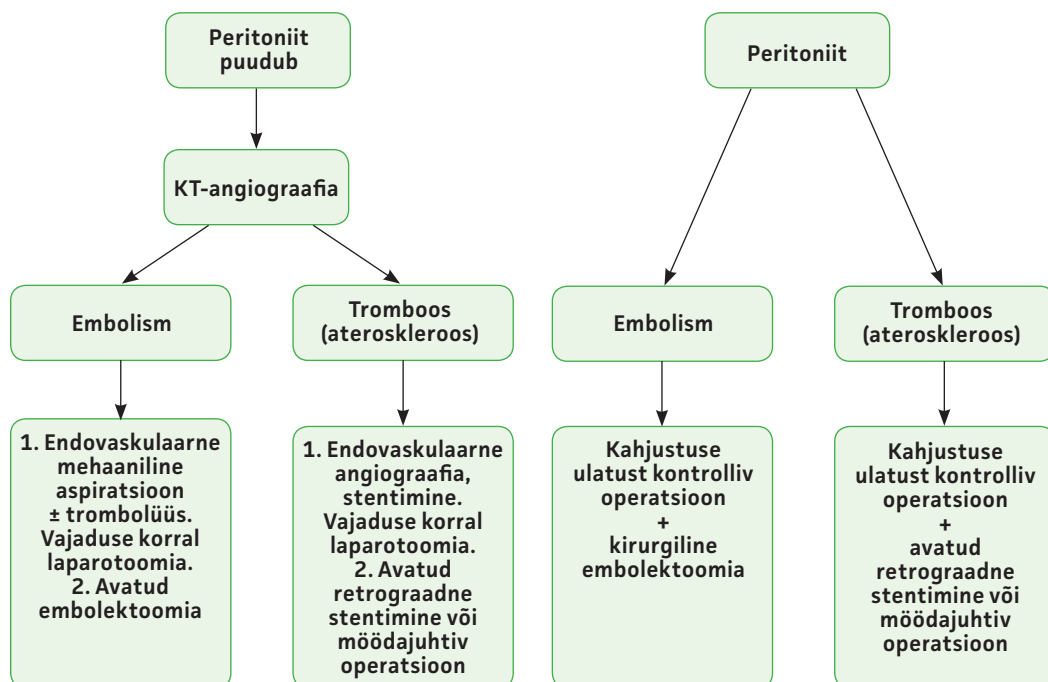 Peritoniit
puudub
Peritoniit
KT-angiograafia
Embolism
Tromboos
(ateroskleroos)
Embolism
Tromboos
(ateroskleroos)
1. Endovaskulaarne
mehaaniline
aspiratsioon
± trombolüüs.
Vajaduse korral
laparotoomia.
2. Avatud
embolektoomia
1. Endovaskulaarne
angiograafia,
stentimine.
Vajaduse korral
laparotoomia.
2. Avatud
retrograadne
stentimine või
möödajuhtiv
operatsioon
Kahjustuse
ulatust kontrolliv
operatsioon
+
kirurgiline
embolektoomia
Kahjustuse
ulatust kontrolliv
operatsioon
+
avatud
retrograadne
stentimine või
möödajuhtiv
operatsioon